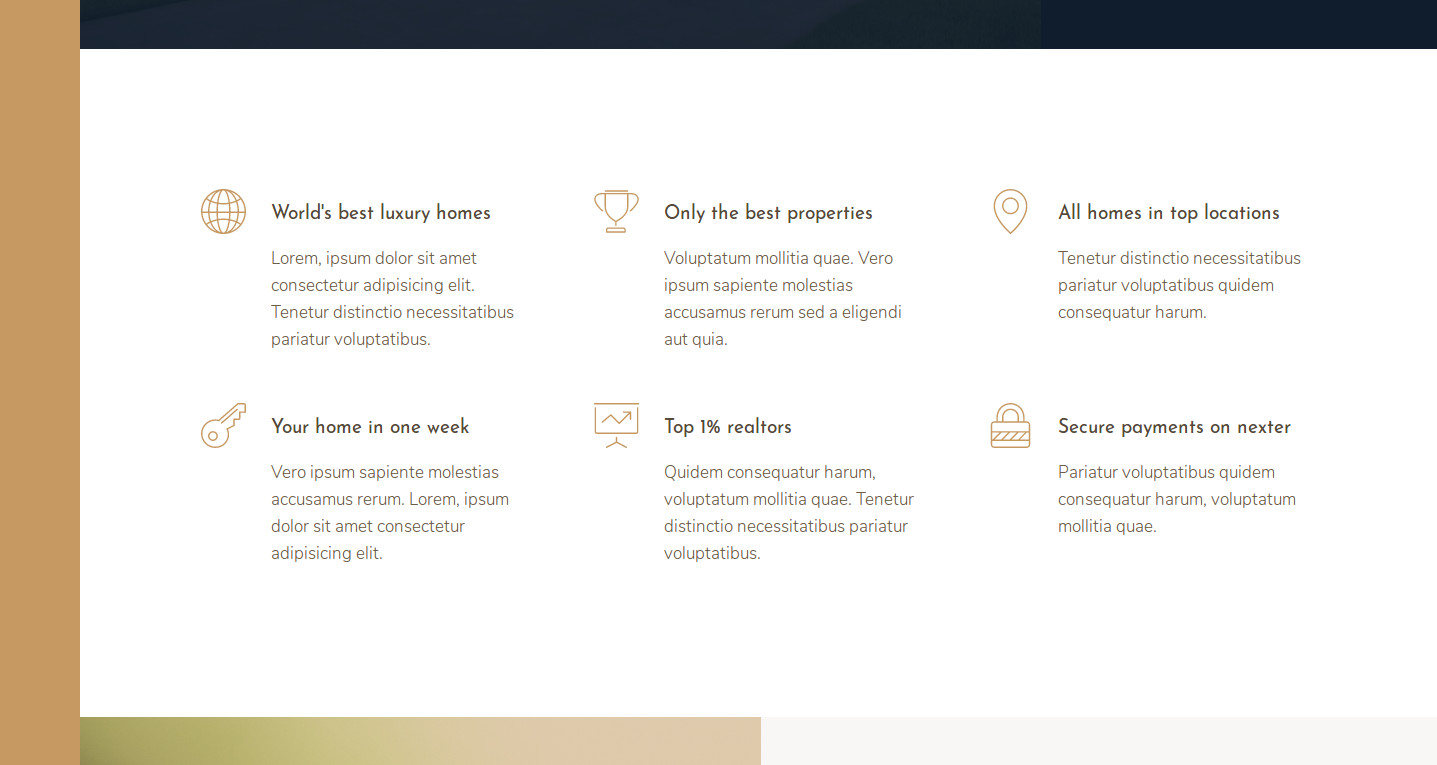 World's best luxury homes
Lorem, ipsum dolor sit amet
consectetur adipisicing elit.
Tenetur distinctio necessitatibus
pariatur voluptatibus.
Only the best properties
Voluptatum mollitia quae. Vero
ipsum sapiente molestias
accusamus rerum sed a eligendi
aut quia.
All homes in top locations
Tenetur distinctio necessitatibus
pariatur voluptatibus quidem
consequatur harum.
Your home in one week
Vero ipsum sapiente molestias
accusamus rerum. Lorem, ipsum
dolor sit amet consectetur
adipisicing elit.
Top 1% realtors
Quidem consequatur harum,
voluptatum mollitia quae. Tenetur
distinctio necessitatibus pariatur
voluptatibus.
Secure payments on nexter
Pariatur voluptatibus quidem
consequatur harum, voluptatum
mollitia quae.